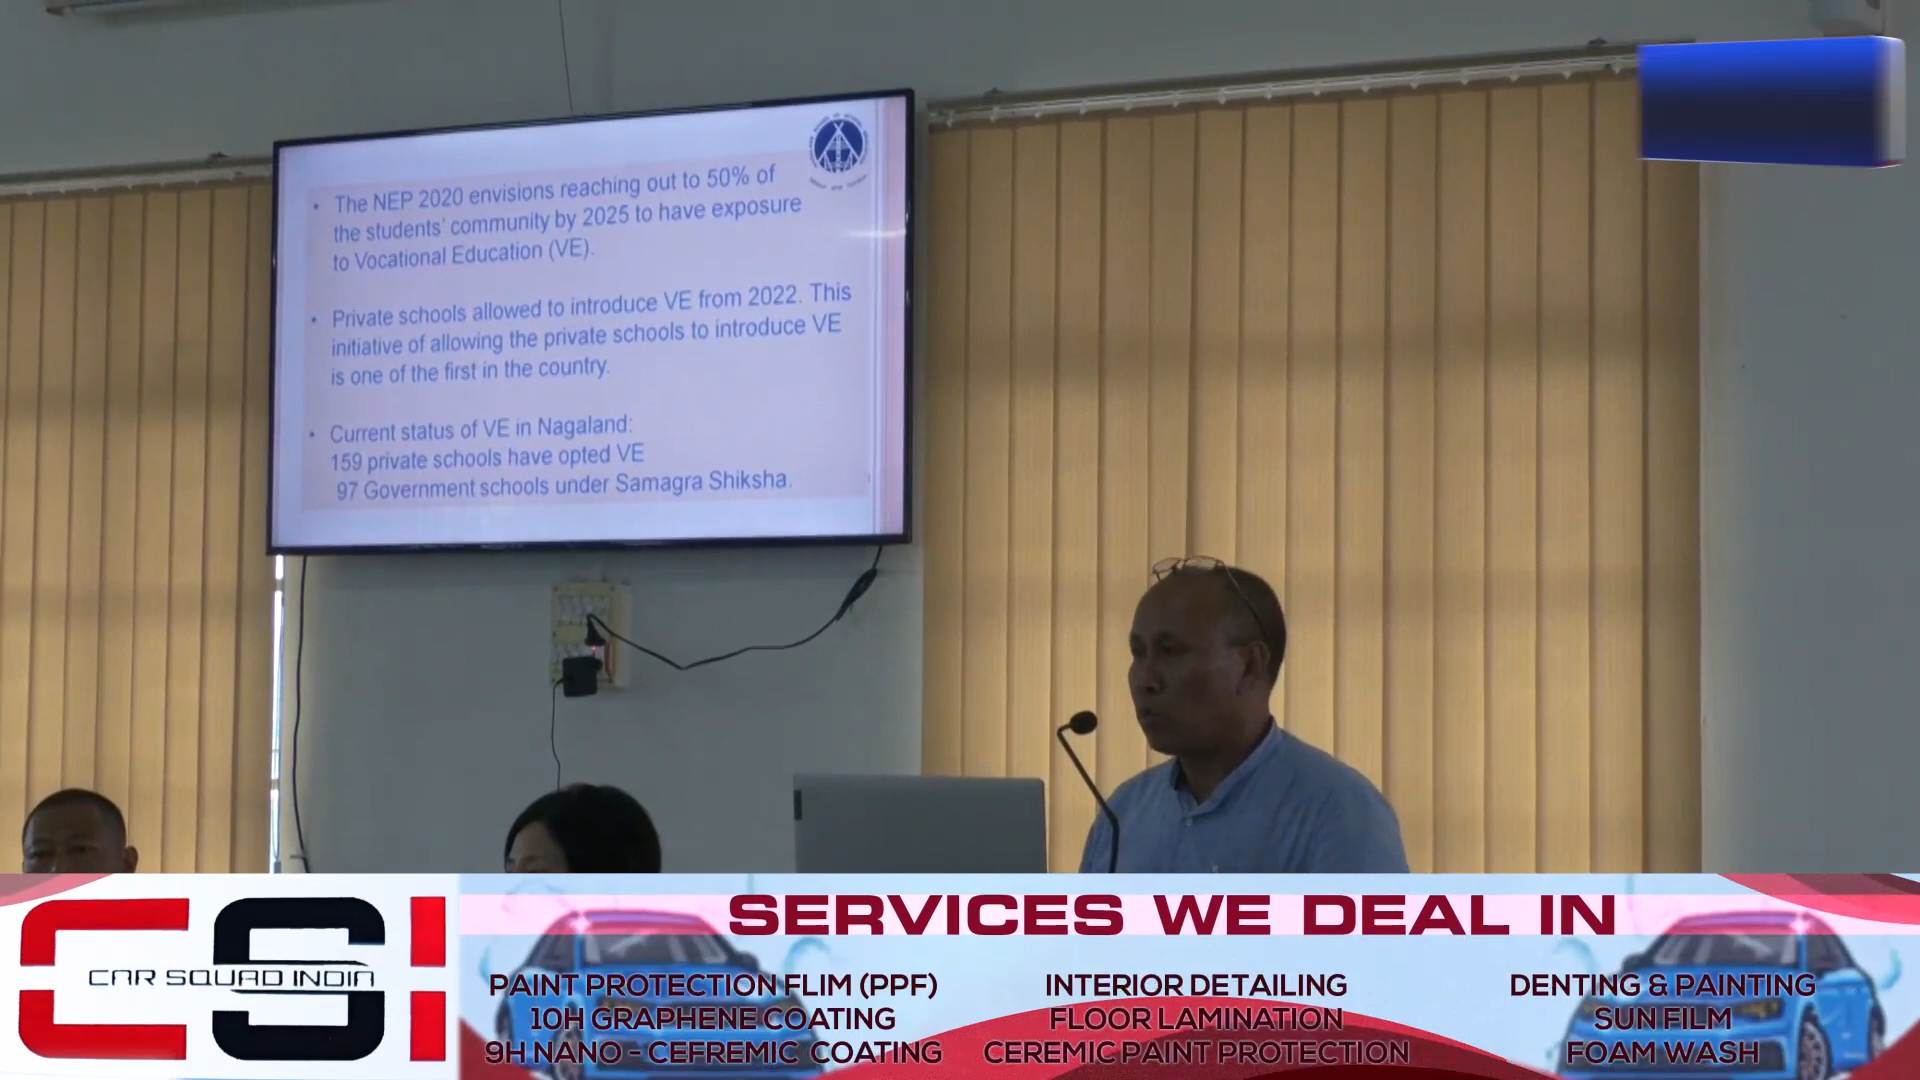 • The NEP 2020 envisions reaching out to 50% of
the students' community by 2025 to have exposure
to Vocational Education (VE).
• Private schools allowed to introduce VE from 2022. This
initiative of allowing the private schools to introduce VE
is one of the first in the country.
• Current status of VE in Nagaland:
159 private schools have opted VE
97 Government schools under Samagra Shiksha.
CSI
CAR SQUAD INDIA
SERVICES WE DEAL IN
PAINT PROTECTION FLIM (PPF)
10H GRAPHENE COATING
9H NANO - CEFREMIC COATING
INTERIOR DETAILING
FLOOR LAMINATION
CEREMIC PAINT PROTECTION
DENTING & PAINTING
SUN FILM
FOAM WASH